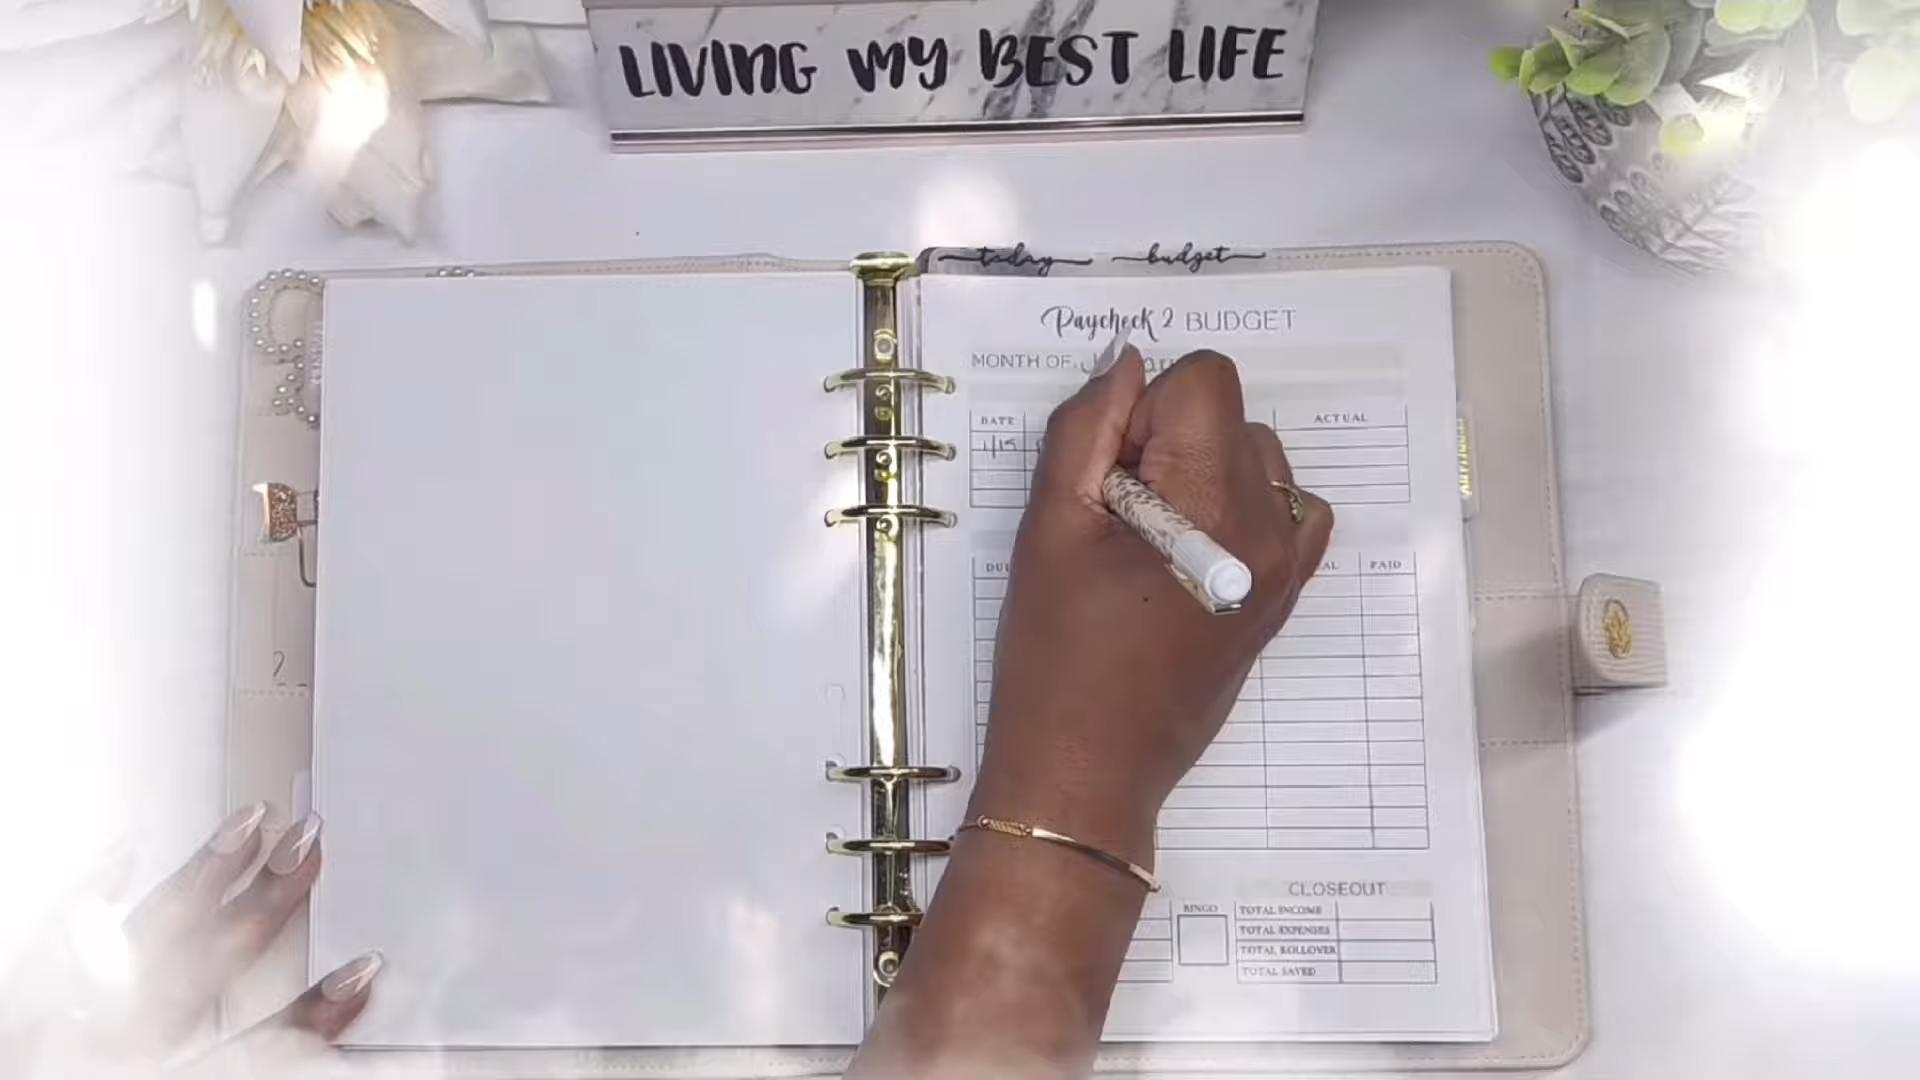 LIVING MY BEST LIFE
today budget
Paycheck 2 BUDGET
MONTH OF:
DATE ACTUAL
1/15
PAID
CLOSEOUT
BINGO TOTAL INCOME
TOTAL EXPENSES
TOTAL ROLLOVER
TOTAL SAVED